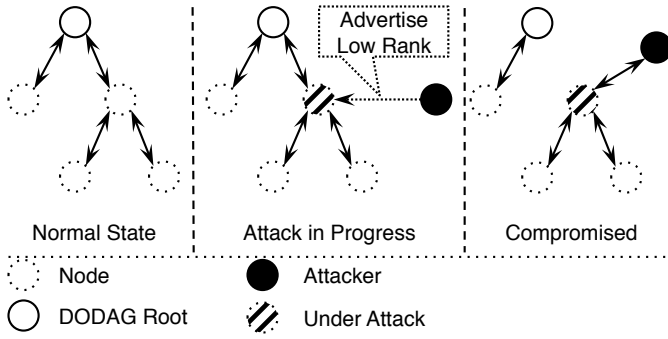 Advertise
Low Rank
Normal State
Attack in Progress
Compromised
Node
Attacker
DODAG Root
Under Attack